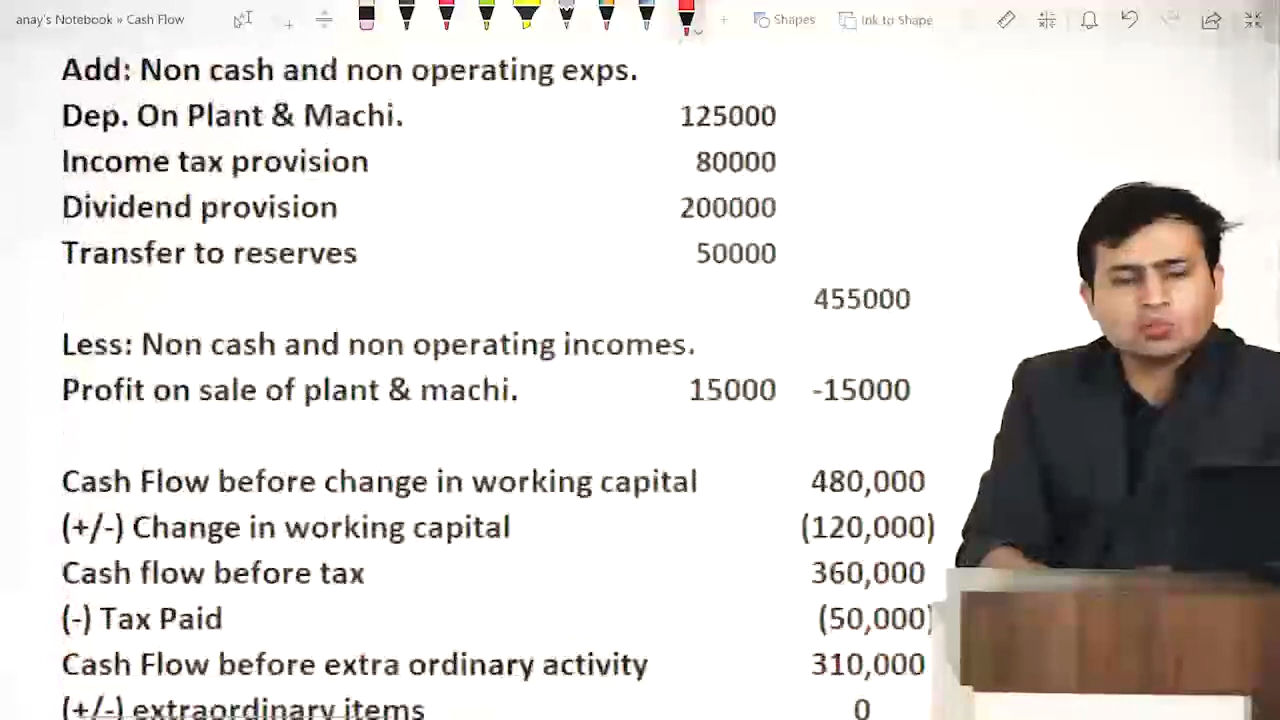 anay's Notebook » Cash Flow
Shapes
Ink to Shape
Add: Non cash and non operating exps.
Dep. On Plant & Machi. 125000
Income tax provision 80000
Dividend provision 200000
Transfer to reserves 50000
455000
Less: Non cash and non operating incomes.
Profit on sale of plant & machi. 15000 -15000
Cash Flow before change in working capital 480,000
(+/-) Change in working capital (120,000)
Cash flow before tax 360,000
(-) Tax Paid (50,000)
Cash Flow before extra ordinary activity 310,000
(+/-) extraordinary items 0